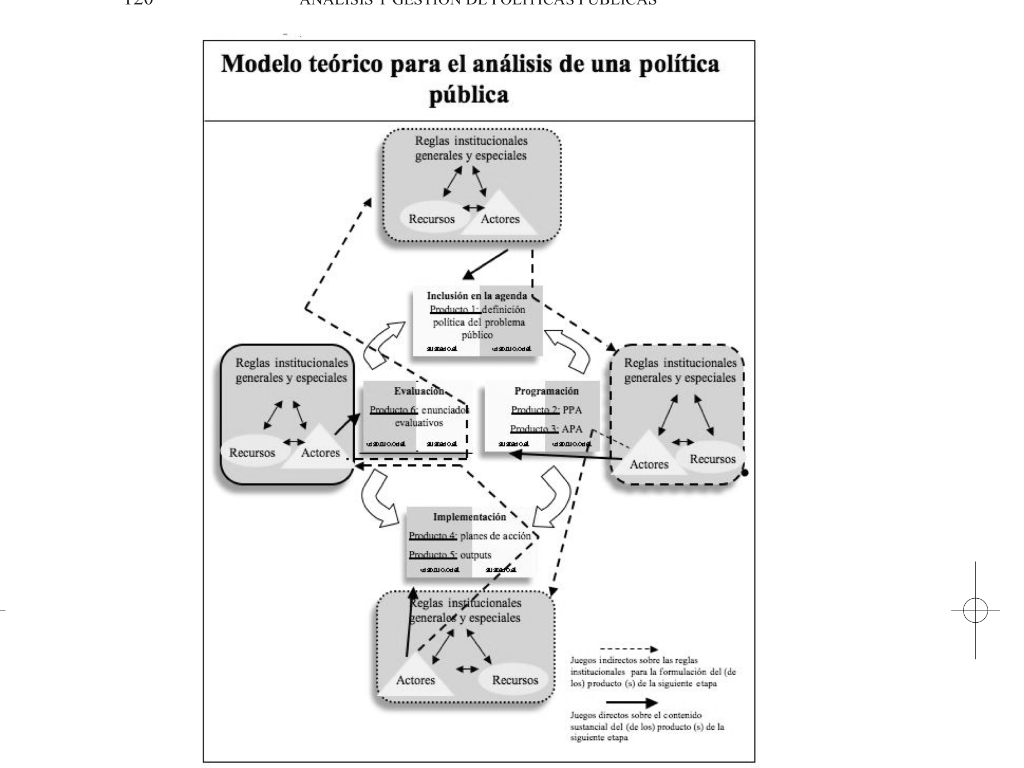 120
ANÁLISIS Y GESTIÓN DE POLÍTICAS PÚBLICAS
Modelo teórico para el análisis de una política
pública
Reglas institucionales
generales y especiales
Recursos
Actores
Inclusión en la agenda
Producto 1: definición
política del problema
público
Reglas institucionales
generales y especiales
Recursos
Actores
Evaluación
Producto 6: enunciados
evaluativos
Programación
Producto 2: PPA
Producto 3: APA
Reglas institucionales
generales y especiales
Actores
Recursos
Implementación
Producto 4: planes de acción
Producto 5: outputs
Reglas institucionales
generales y especiales
Actores
Recursos
Juegos indirectos sobre las reglas
institucionales para la formulación del (de
los) producto (s) de la siguiente etapa
Juegos directos sobre el contenido
sustancial del (de los) producto (s) de la
siguiente etapa